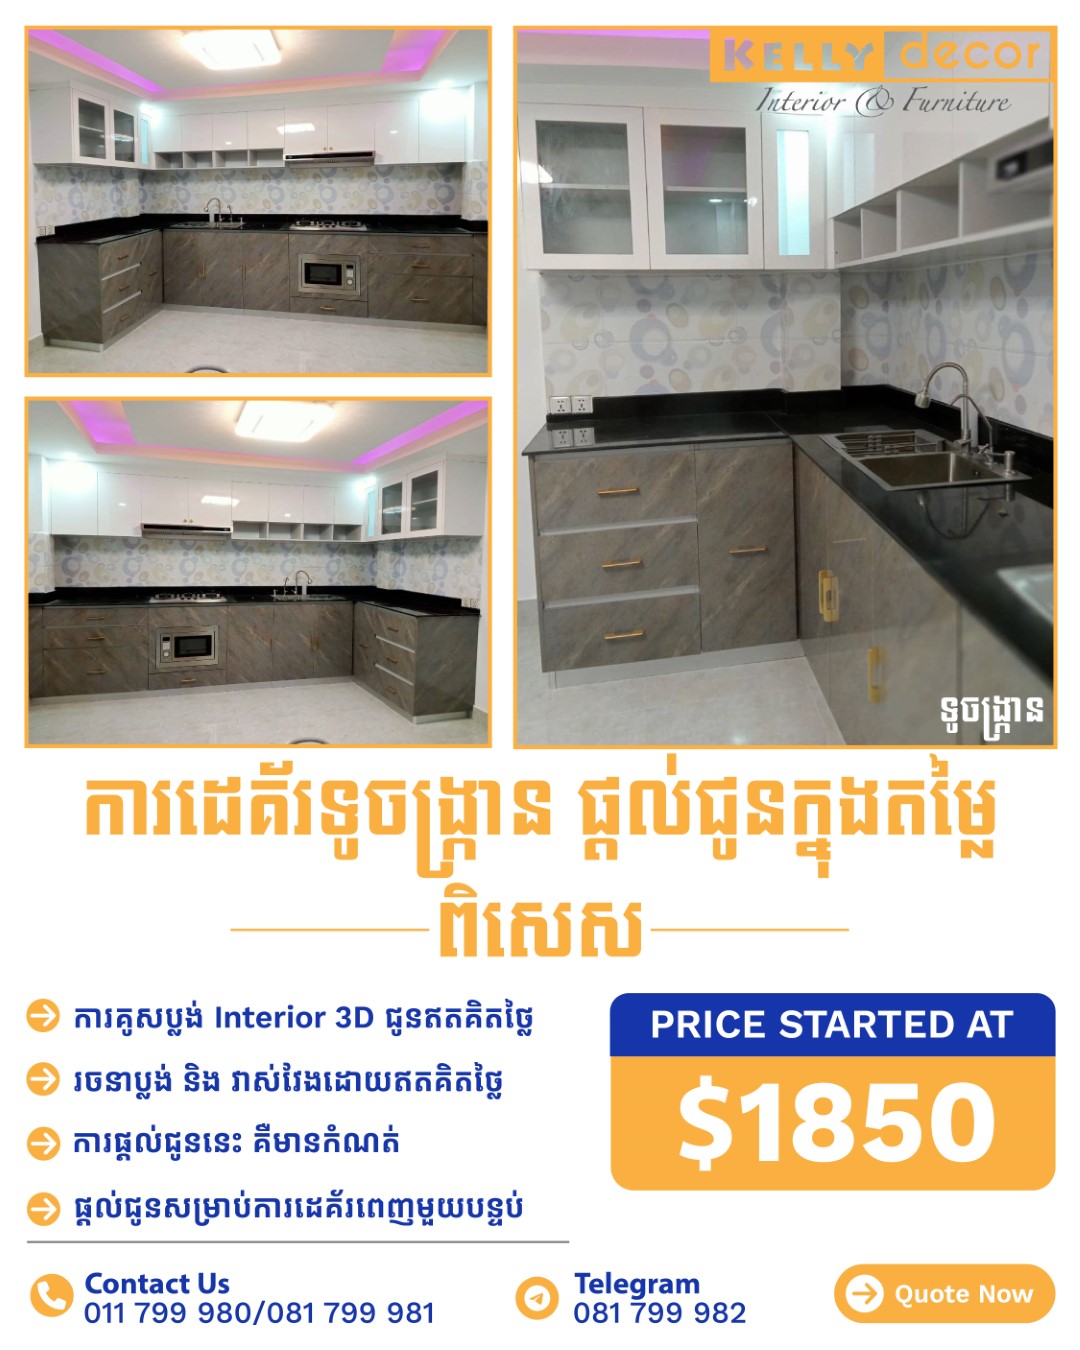 KELLY decor
Interior & Furniture
ទូចង្ក្រាន
ការដេគ័រទូចង្ក្រាន ផ្តល់ជូនក្នុងតម្លៃ
ពិសេស
ការគូសប្លង់ Interior 3D ជូនឥតគិតថ្លៃ
រចនាប្លង់ និង វាស់វែងដោយឥតគិតថ្លៃ
ការផ្តល់ជូននេះ គឺមានកំណត់
ផ្តល់ជូនសម្រាប់ការដេគ័រពេញមួយបន្ទប់
PRICE STARTED AT
$1850
Contact Us
011 799 980/081 799 981
Telegram
081 799 982
Quote Now